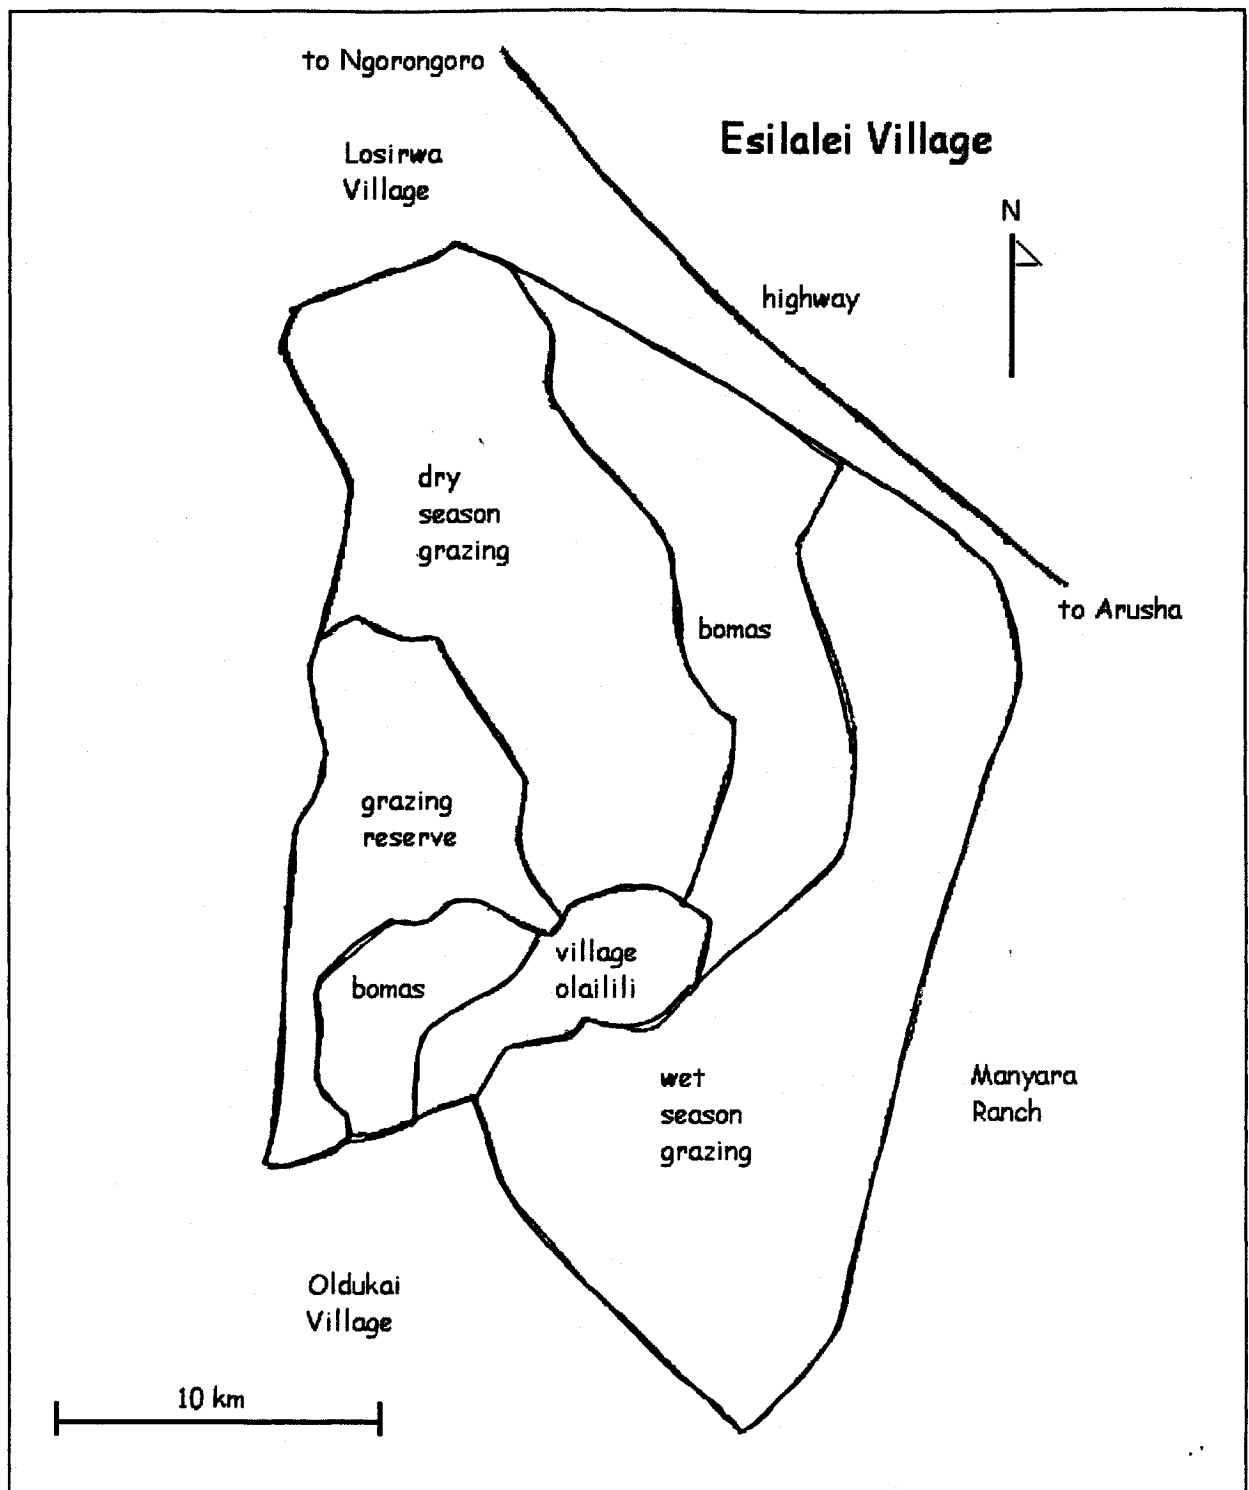 to Ngorongoro
Esilalei Village
Losirwa
Village
N
highway
dry
season
grazing
to Arusha
bomas
grazing
reserve
village
olailili
bomas
wet
season
grazing
Manyara
Ranch
Oldukai
Village
10 km